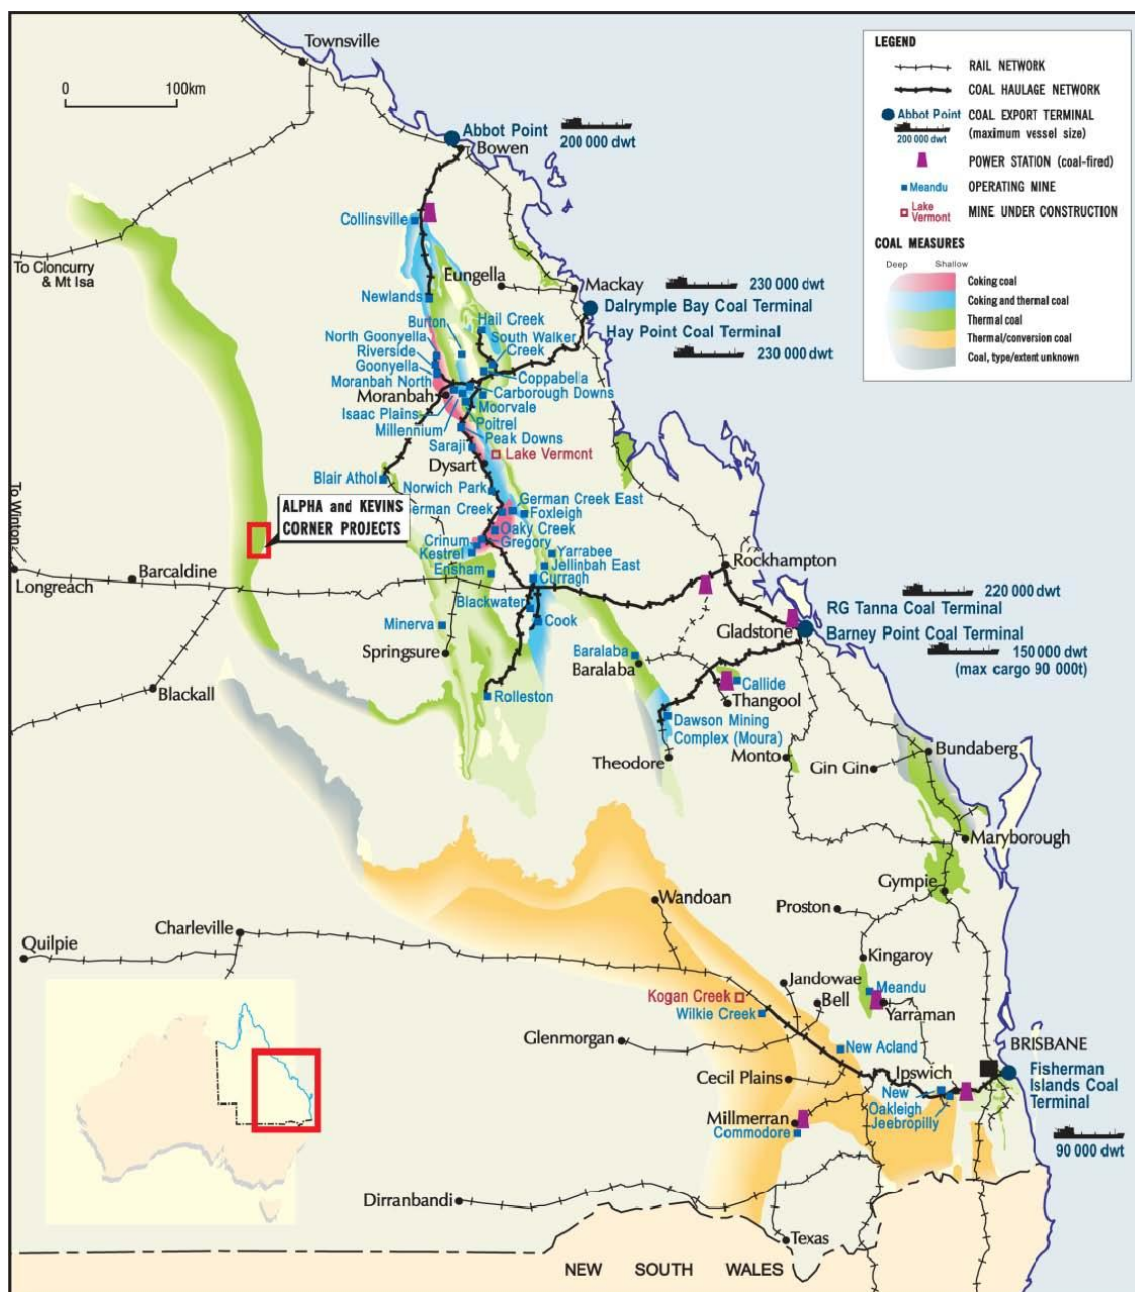 Townsville
0 100km
Abbot Point
200 000 dwt
Bowen
Collinsville
To Cloncurry
& Mt Isa
Eungella
Mackay
230 000 dwt
Dalrymple Bay Coal Terminal
Newlands
Burton
Hail Creek
South Walker
Creek
Hay Point Coal Terminal
230 000 dwt
North Goonyella
Riverside
Goonyella
Moranbah North
Moranbah
Coppabella
Carborough Downs
Moorvale
Isaac Plains
Millennium
Poitrel
Peak Downs
Saraji
Lake Vermont
Dysart
Blair Athol
Norwich Park
German Creek East
German Creek
Foxleigh
Oaky Creek
Gregory
Crinum
Kestrel
Yarrabee
Ensham
Jellinbah East
Curragh
ALPHA and KEVINS
CORNER PROJECTS
To Winton
Longreach
Barcaldine
Rockhampton
220 000 dwt
RG Tanna Coal Terminal
Blackwater
Cook
Minerva
Gladstone
Barney Point Coal Terminal
150 000 dwt
(max cargo 90 000t)
Springsure
Baralaba
Baralaba
Blackall
Rolleston
Callide
Thangool
Dawson Mining
Complex (Moura)
Theodore
Monto
Gin Gin
Bundaberg
Maryborough
Gympie
Wandoan
Proston
Charleville
Quilpie
Kingaroy
Jandowae
Meandu
Kogan Creek
Bell
Yarraman
Wilkie Creek
Glenmorgan
New Acland
BRISBANE
Cecil Plains
Ipswich
Fisherman
Islands Coal
Terminal
New
Oakleigh
Jeebropilly
Millmerran
Commodore
90 000 dwt
Dirranbandi
Texas
NEW SOUTH WALES
LEGEND
RAIL NETWORK
COAL HAULAGE NETWORK
Abbot Point COAL EXPORT TERMINAL
200 000 dwt (maximum vessel size)
POWER STATION (coal-fired)
Meandu OPERATING MINE
Lake
Vermont MINE UNDER CONSTRUCTION
COAL MEASURES
Deep Shallow
Coking coal
Coking and thermal coal
Thermal coal
Thermal/conversion coal
Coal, type/extent unknown